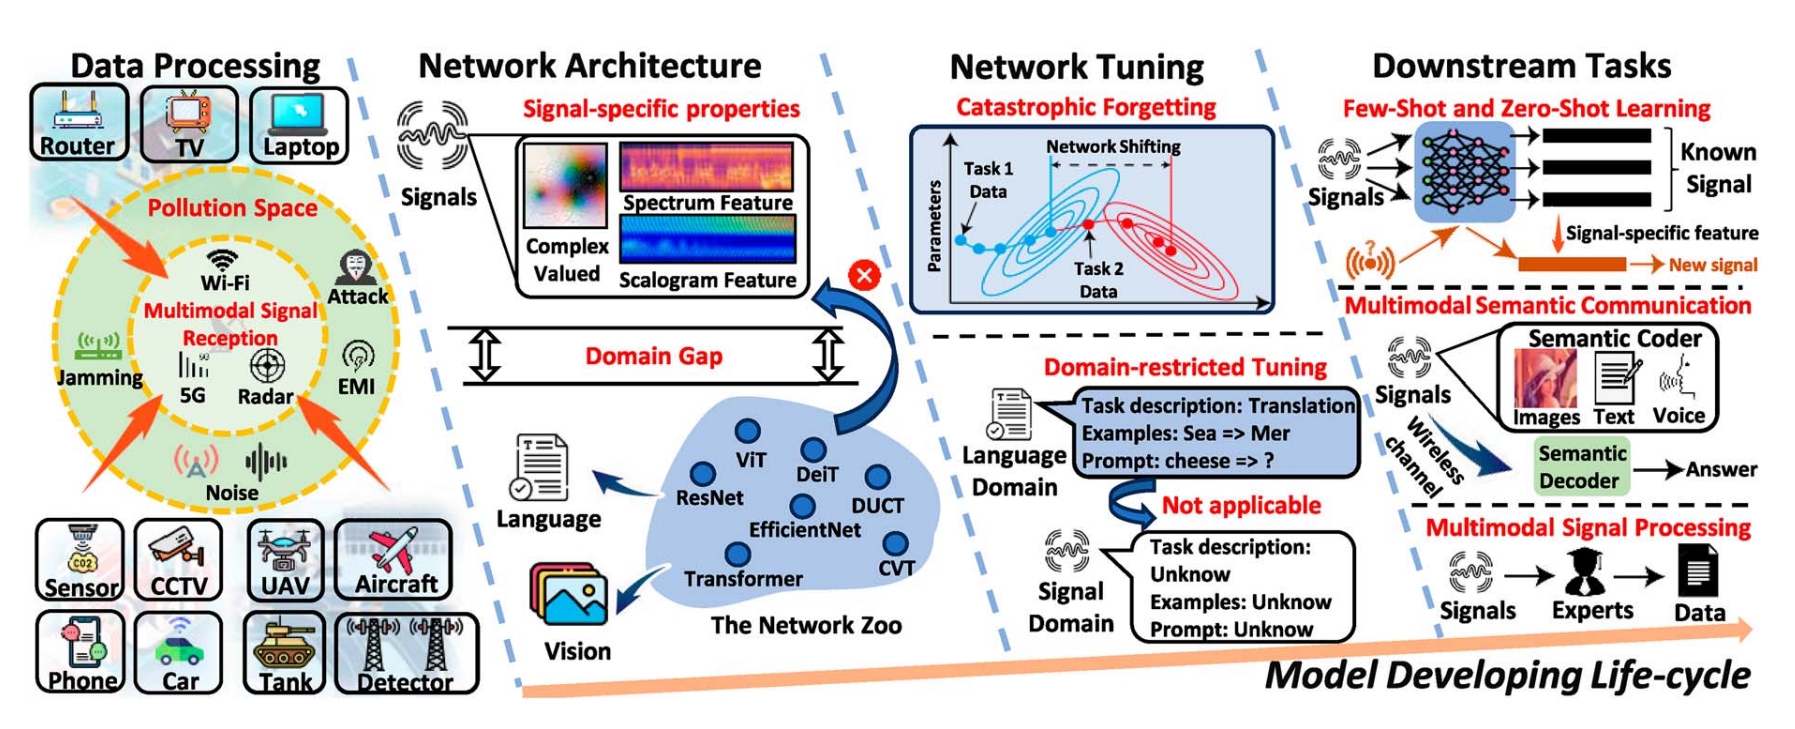 Data Processing
Router
TV
Laptop
Pollution Space
Wi-Fi
Attack
Multimodal Signal
Reception
Jamming
5G
Radar
EMI
Noise
Sensor
CCTV
UAV
Aircraft
Phone
Car
Tank
Detector
Network Architecture
Signal-specific properties
Signals
Complex
Valued
Spectrum Feature
Scalogram Feature
Domain Gap
Language
Vision
ViT
DeiT
ResNet
DUCT
EfficientNet
Transformer
CVT
The Network Zoo
Network Tuning
Catastrophic Forgetting
Network Shifting
Parameters
Task 1
Data
Task 2
Data
Domain-restricted Tuning
Language
Domain
Task description: Translation
Examples: Sea => Mer
Prompt: cheese => ?
Not applicable
Signal
Domain
Task description:
Unknow
Examples: Unknow
Prompt: Unknow
Downstream Tasks
Few-Shot and Zero-Shot Learning
Signals
Known
Signal
Signal-specific feature
?
New signal
Multimodal Semantic Communication
Signals
Semantic Coder
Images
Text
Voice
Wireless
channel
Semantic
Decoder
Answer
Multimodal Signal Processing
Signals
Experts
Data
Model Developing Life-cycle